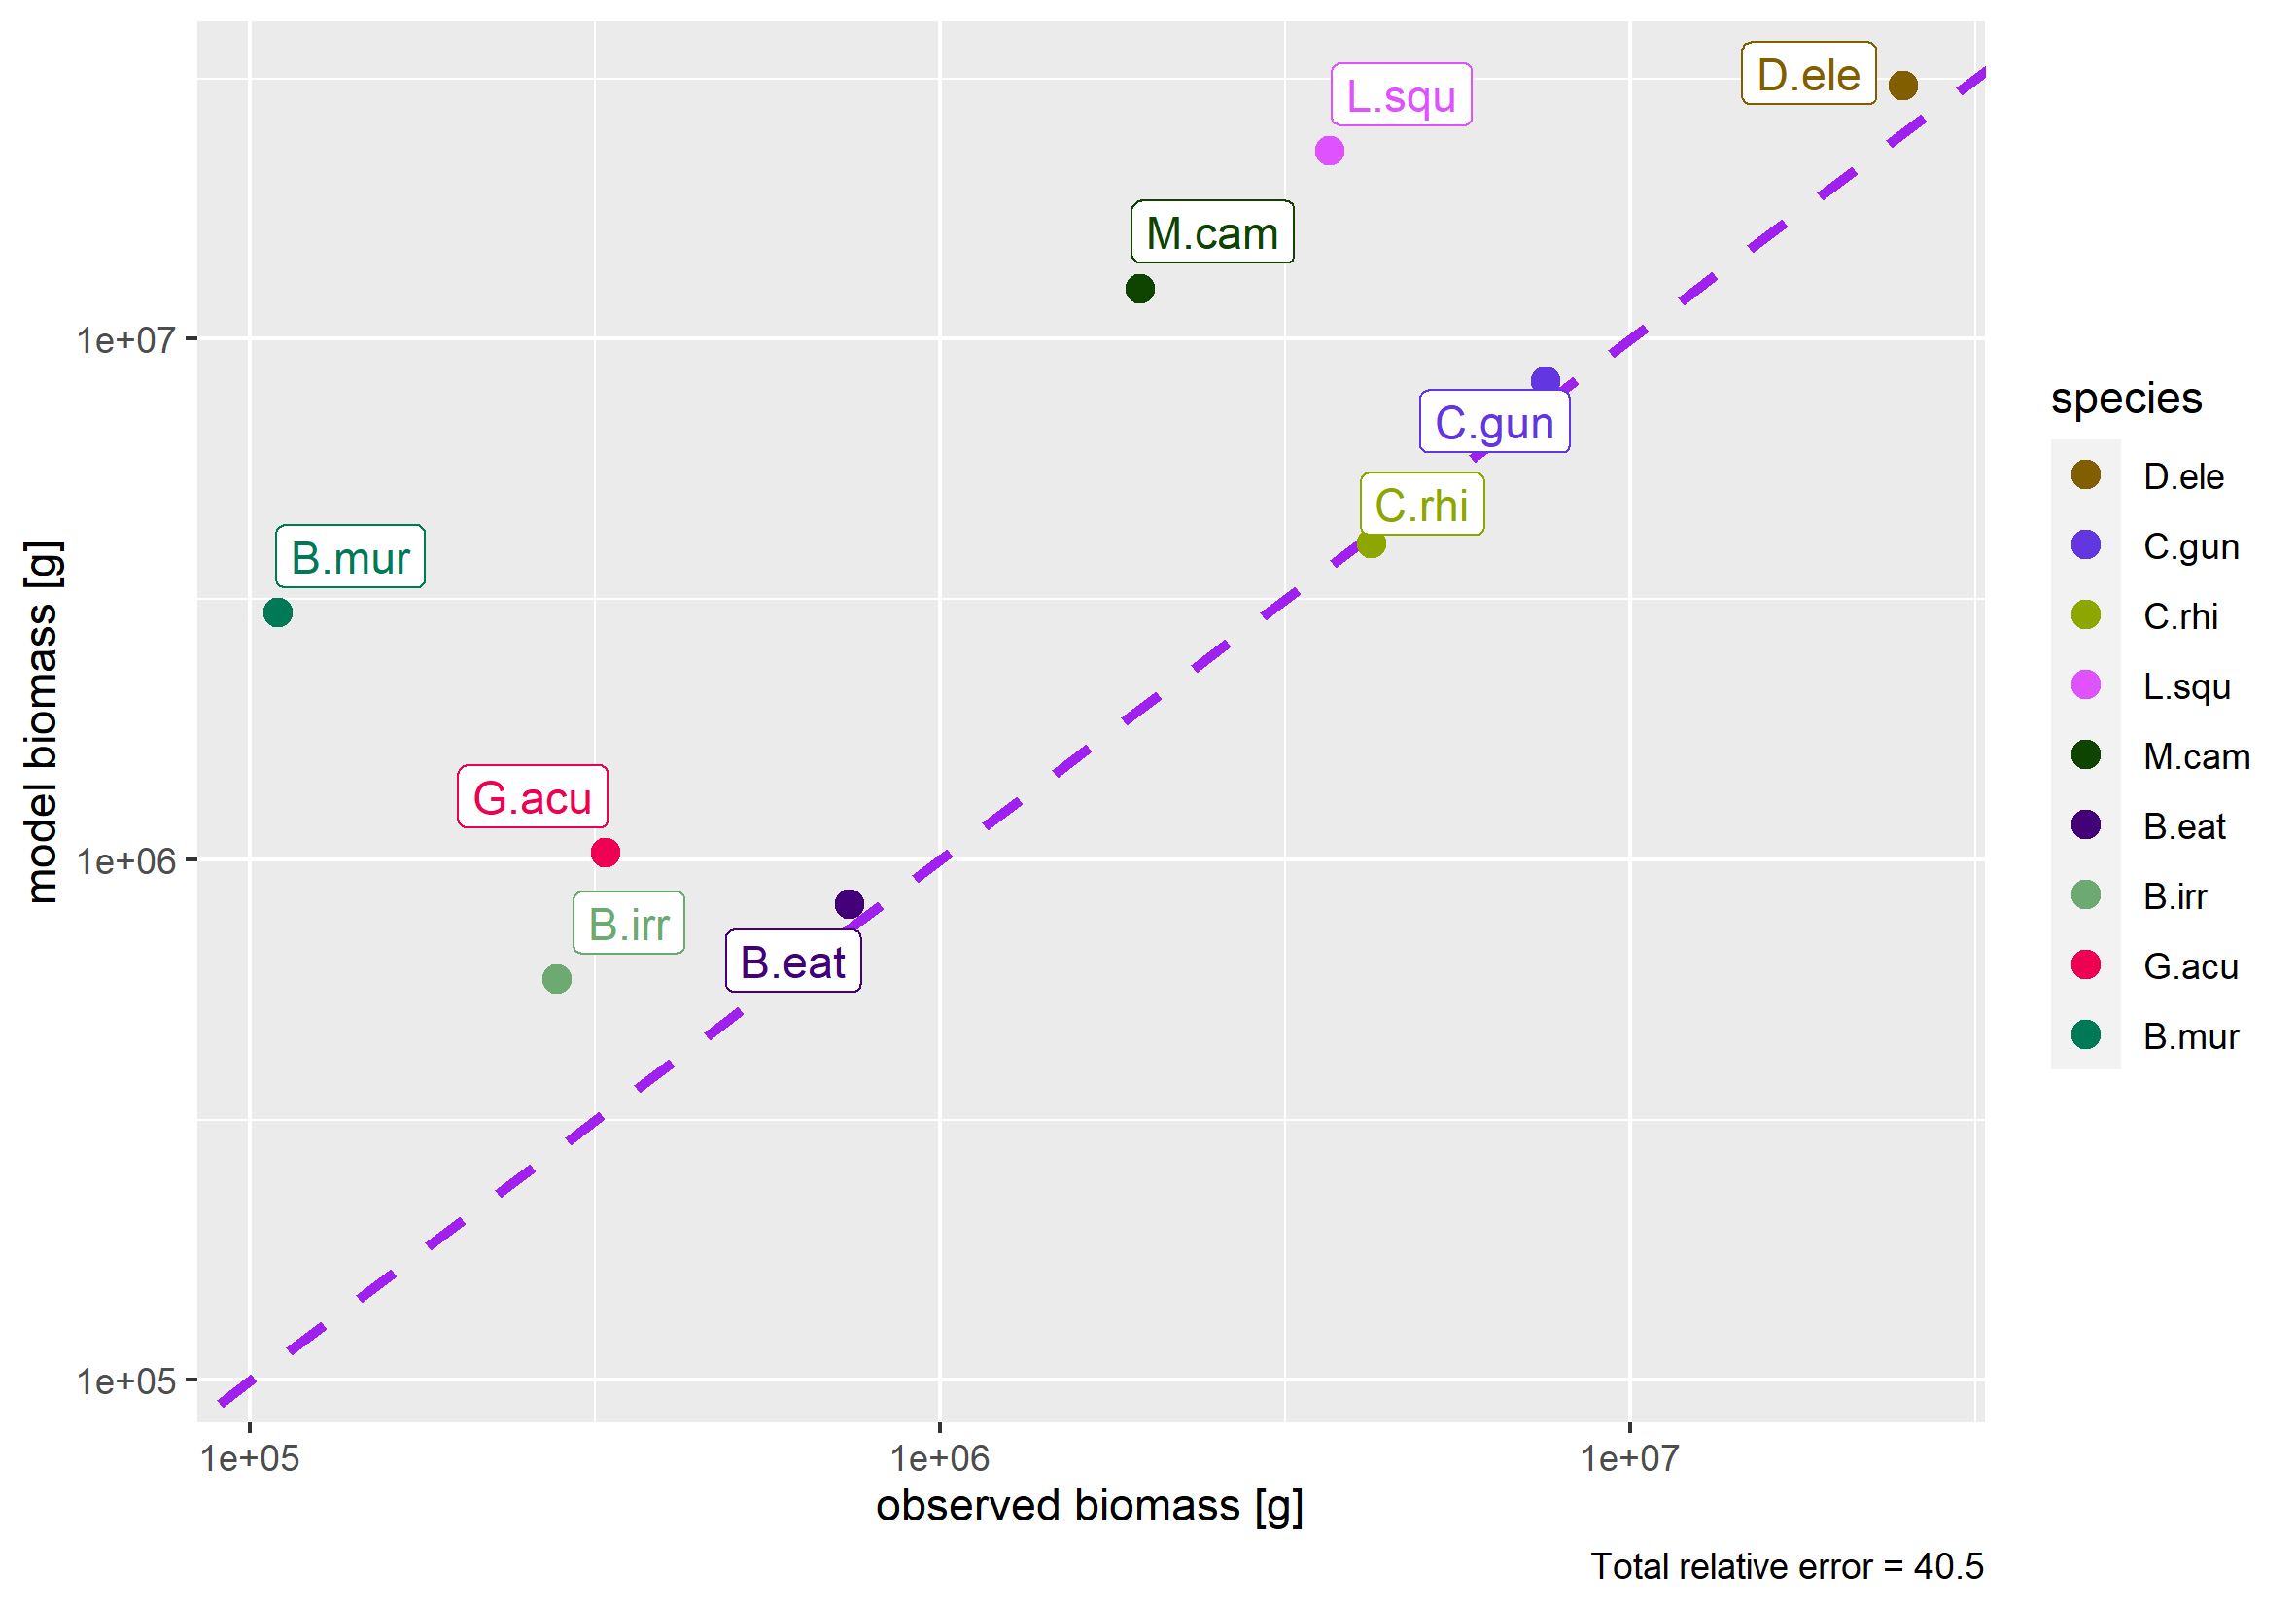 D.ele
L.squ
M.cam
1e+07
C.gun
C.rhi
B.mur
G.acu
1e+06
B.irr
B.eat
1e+05
model biomass [g]
1e+05
1e+06
1e+07
observed biomass [g]
Total relative error = 40.5
species
D.ele
C.gun
C.rhi
L.squ
M.cam
B.eat
B.irr
G.acu
B.mur